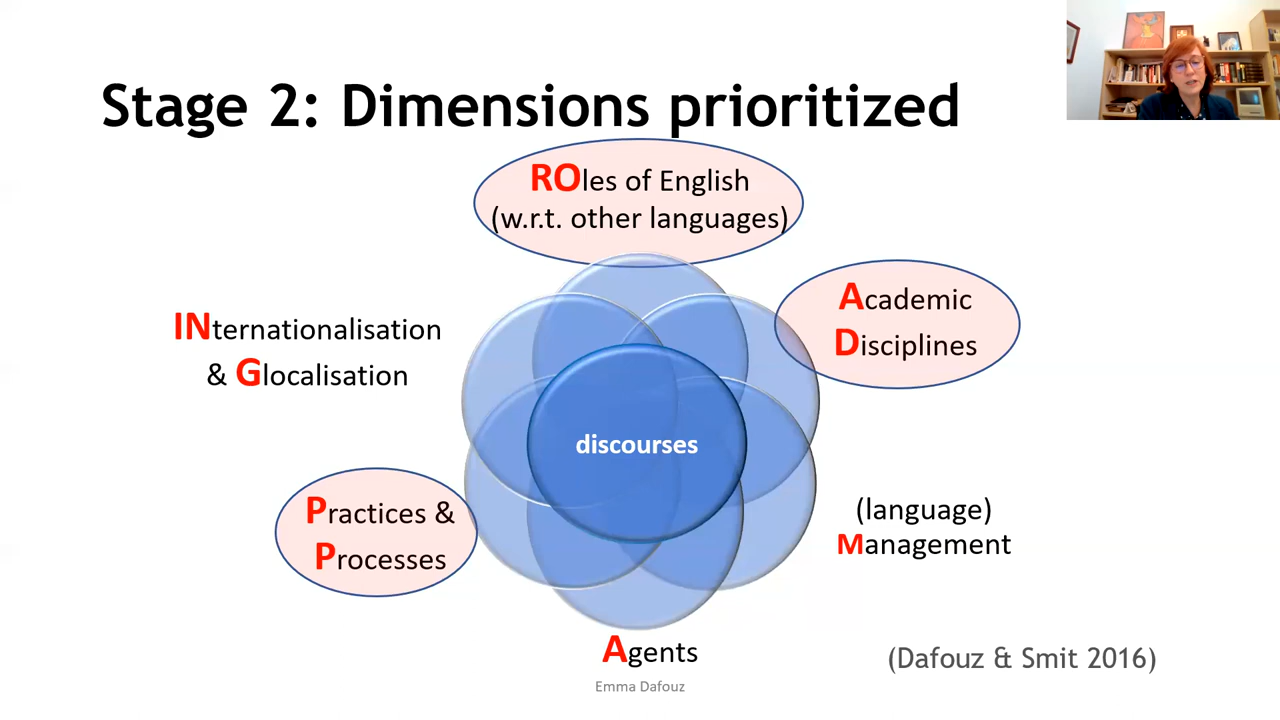 Stage 2: Dimensions prioritized
ROles of English
(w.r.t. other languages)
Academic
Disciplines
INternationalisation
& Glocalisation
discourses
Practices &
Processes
(language)
Management
Agents
(Dafouz & Smit 2016)
Emma Dafouz